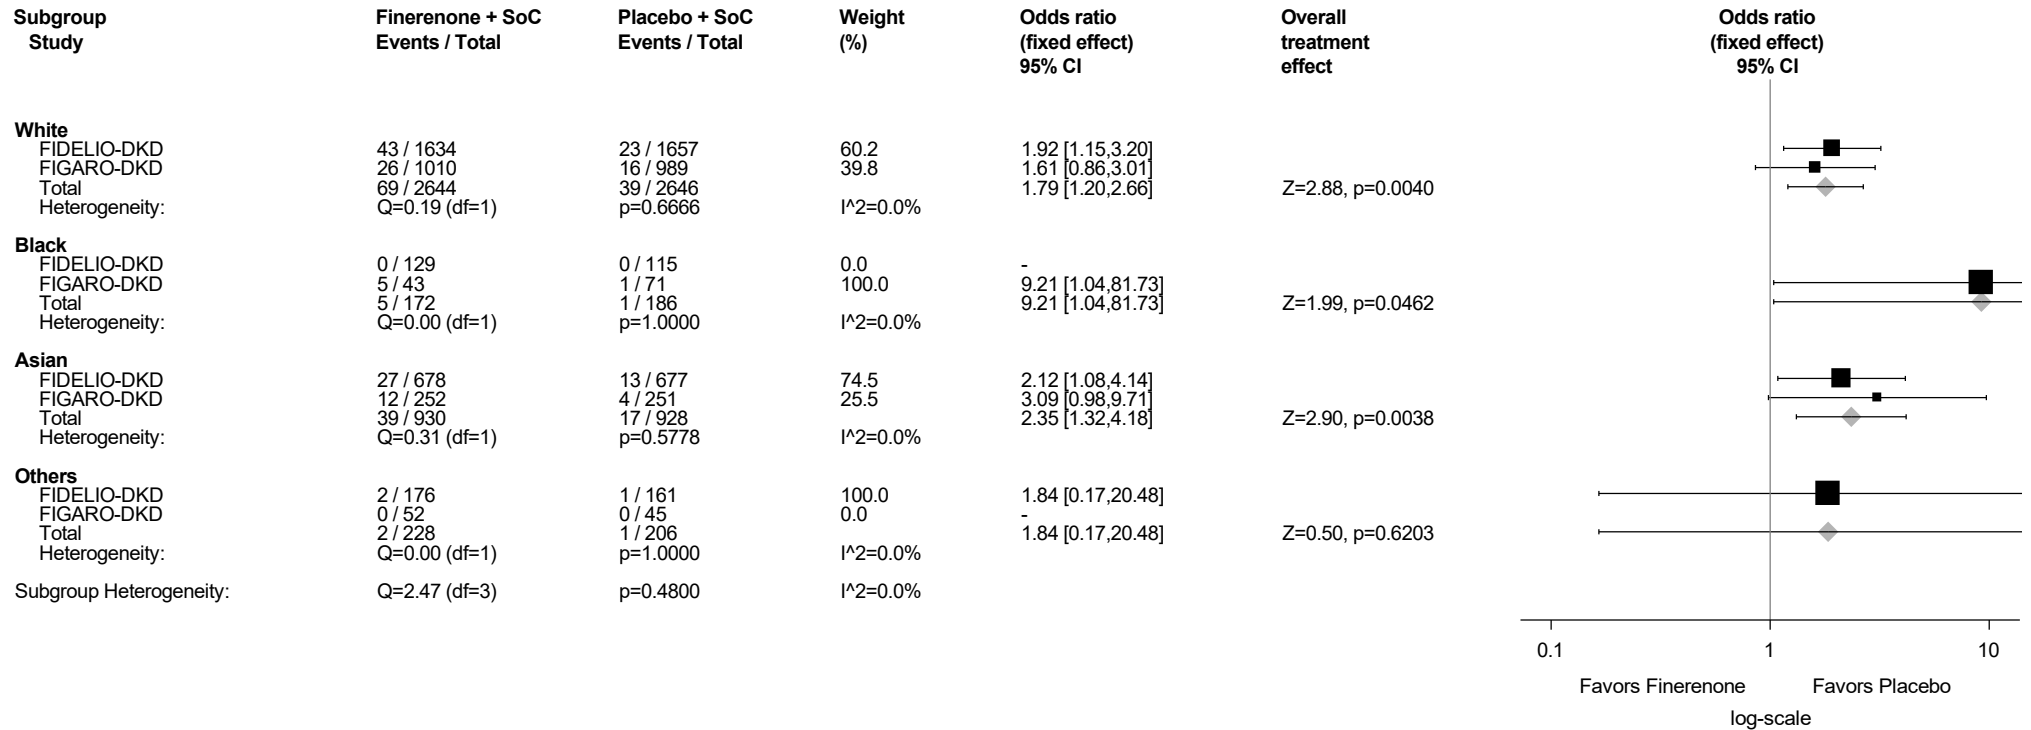 Subgroup Finerenone + SoC Placebo + SoC Weight Odds ratio Overall Odds ratio
Study Events / Total Events / Total (%) (fixed effect) treatment (fixed effect)
95% CI effect 95% CI
White
FIDELIO-DKD 43 / 1634 23 / 1657 60.2 1.92 [1.15,3.20]
FIGARO-DKD 26 / 1010 16 / 989 39.8 1.61 [0.86,3.01]
Total 69 / 2644 39 / 2646 1.79 [1.20,2.66] Z=2.88, p=0.0040
Heterogeneity: Q=0.19 (df=1) p=0.6666 I^2=0.0%
Black
FIDELIO-DKD 0 / 129 0 / 115 0.0 -
FIGARO-DKD 5 / 43 1 / 71 100.0 9.21 [1.04,81.73]
Total 5 / 172 1 / 186 9.21 [1.04,81.73] Z=1.99, p=0.0462
Heterogeneity: Q=0.00 (df=1) p=1.0000 I^2=0.0%
Asian
FIDELIO-DKD 27 / 678 13 / 677 74.5 2.12 [1.08,4.14]
FIGARO-DKD 12 / 252 4 / 251 25.5 3.09 [0.98,9.71]
Total 39 / 930 17 / 928 2.35 [1.32,4.18] Z=2.90, p=0.0038
Heterogeneity: Q=0.31 (df=1) p=0.5778 I^2=0.0%
Others
FIDELIO-DKD 2 / 176 1 / 161 100.0 1.84 [0.17,20.48]
FIGARO-DKD 0 / 52 0 / 45 0.0 -
Total 2 / 228 1 / 206 1.84 [0.17,20.48] Z=0.50, p=0.6203
Heterogeneity: Q=0.00 (df=1) p=1.0000 I^2=0.0%
Subgroup Heterogeneity: Q=2.47 (df=3) p=0.4800 I^2=0.0%
0.1 1 10
Favors Finerenone Favors Placebo
log-scale